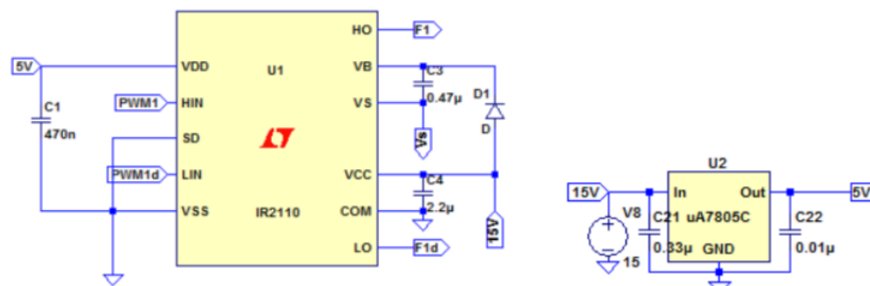 HO
F1
5V
VDD
U1
VB
C3
0.47µ
D1
D
C1
470n
PWM1
HIN
VS
Vs
SD
PWM1d
LIN
VCC
C4
2.2µ
15V
VSS
IR2110
COM
LO
F1d
U2
15V
In
Out
5V
V8
15
C21
0.33µ
uA7805C
C22
0.01µ
GND